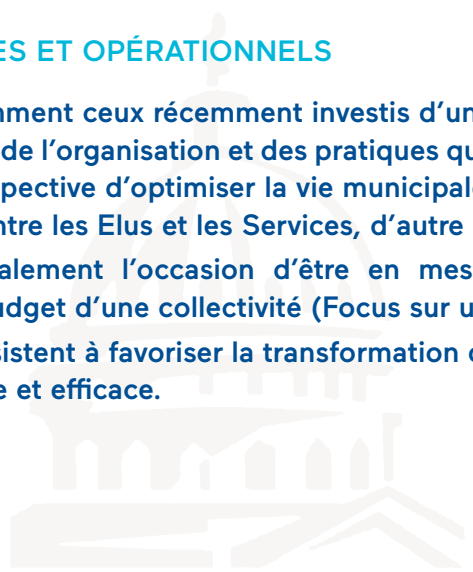 ES ET OPÉRATIONNELS
mment ceux récemment investis d'un
de l'organisation et des pratiques qu
pective d'optimiser la vie municipale
ntre les Elus et les Services, d'autre
alement l'occasion d'être en mes
udget d'une collectivité (Focus sur u
sistent à favoriser la transformation
e et efficace.